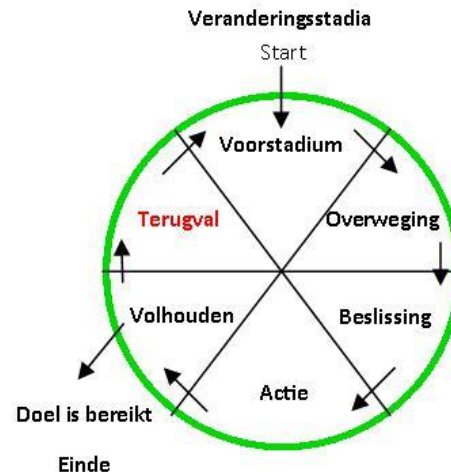 Veranderingsstadia
Start
Voorstadium
Overweging
Beslissing
Actie
Volhouden
Terugval
Doel is bereikt
Einde